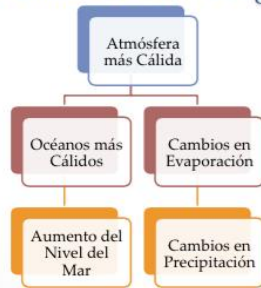 Atmósfera
más Cálida
Océanos más
Cálidos
Cambios en
Evaporación
Aumento del
Nivel del
Mar
Cambios en
Precipitación